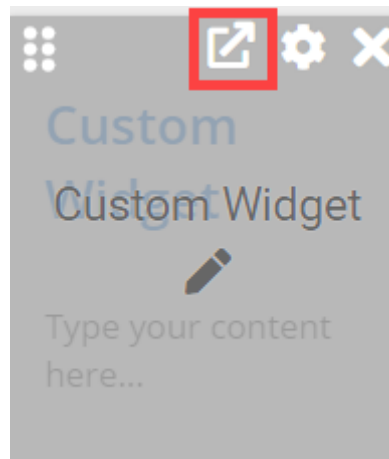 Custom
Widget
Custom Widget
Type your content
here...